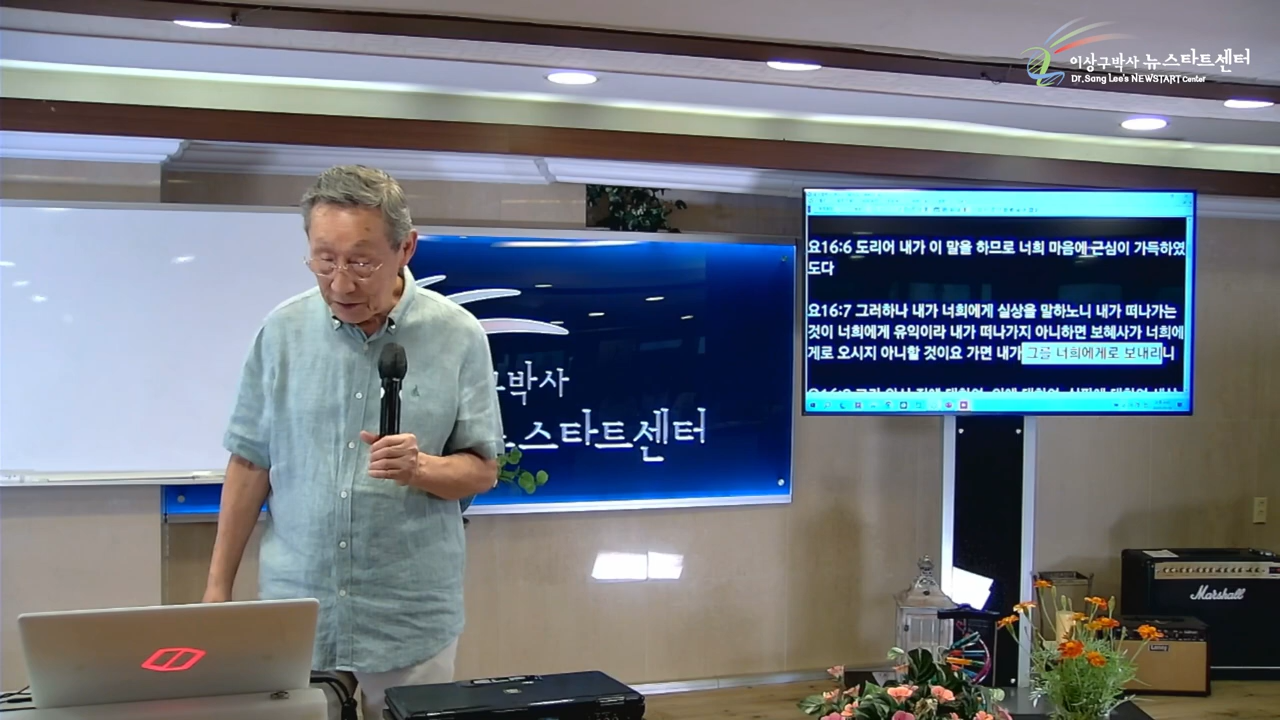 이상구박사 뉴스타트센터
Dr. Sang Lee's NEWSTART Center
요16:6 도리어 내가 이 말을 하므로 너희 마음에 근심이 가득하였
도다
요16:7 그러하나 내가 너희에게 실상을 말하노니 내가 떠나가는
것이 너희에게 유익이라 내가 떠나가지 아니하면 보혜사가 너희에
게로 오시지 아니할 것이요 가면 내가 그를 너희에게로 보내리니
박사
뉴스타트센터
Marshall
Laney